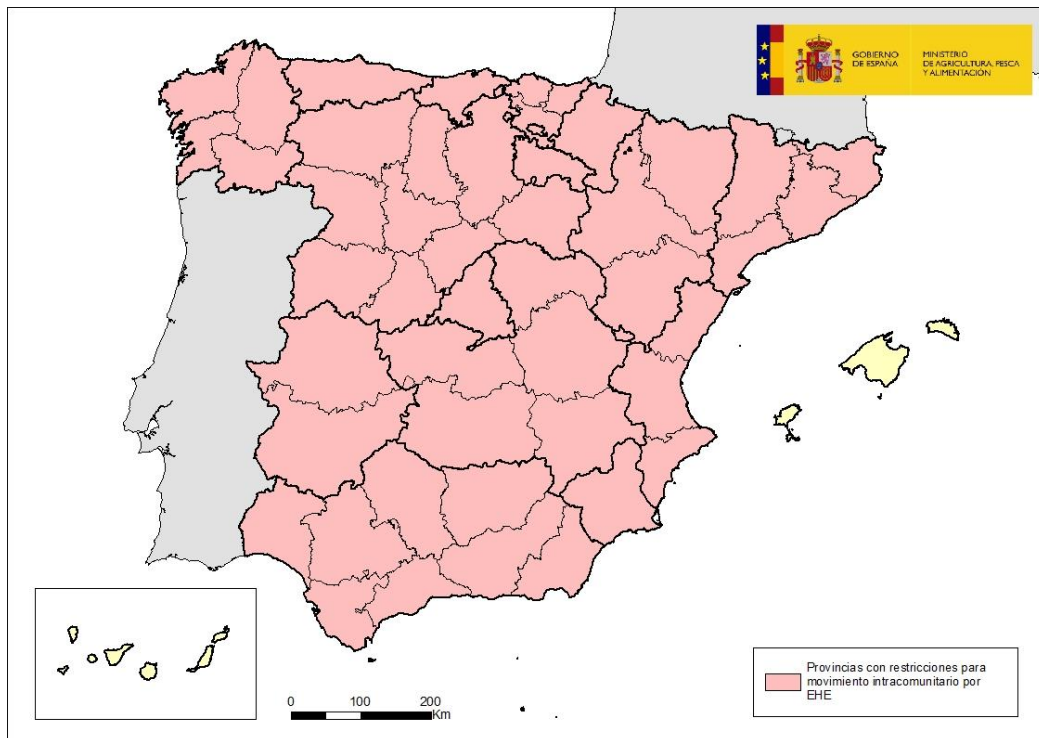 GOBIERNO
DE ESPAÑA
MINISTERIO
DE AGRICULTURA, PESCA
Y ALIMENTACIÓN
0 100 200
Km
Provincias con restricciones para
movimiento intracomunitario por
EHE